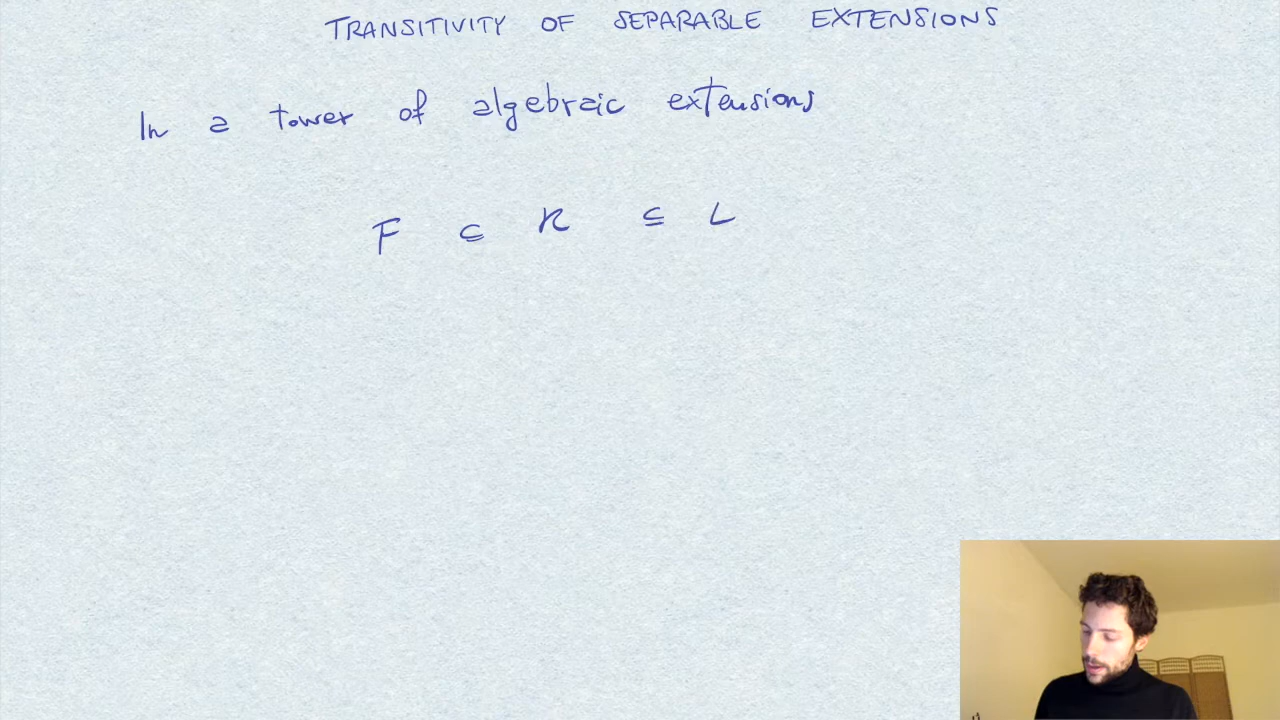 TRANSITIVITY OF SEPARABLE EXTENSIONS
In a tower of algebraic extensions
F ⊆ K ⊆ L